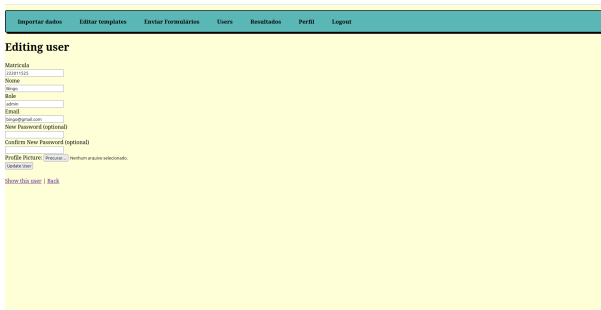 Importar dados Editar templates Enviar Formulários Users Resultados Perfil Logout
Editing user
Matricula
222011525
Nome
Bingo
Role
admin
Email
bingo@gmail.com
New Password (optional)
Confirm New Password (optional)
Profile Picture: Procurar... Nenhum arquivo selecionado.
Update User
Show this user | Back